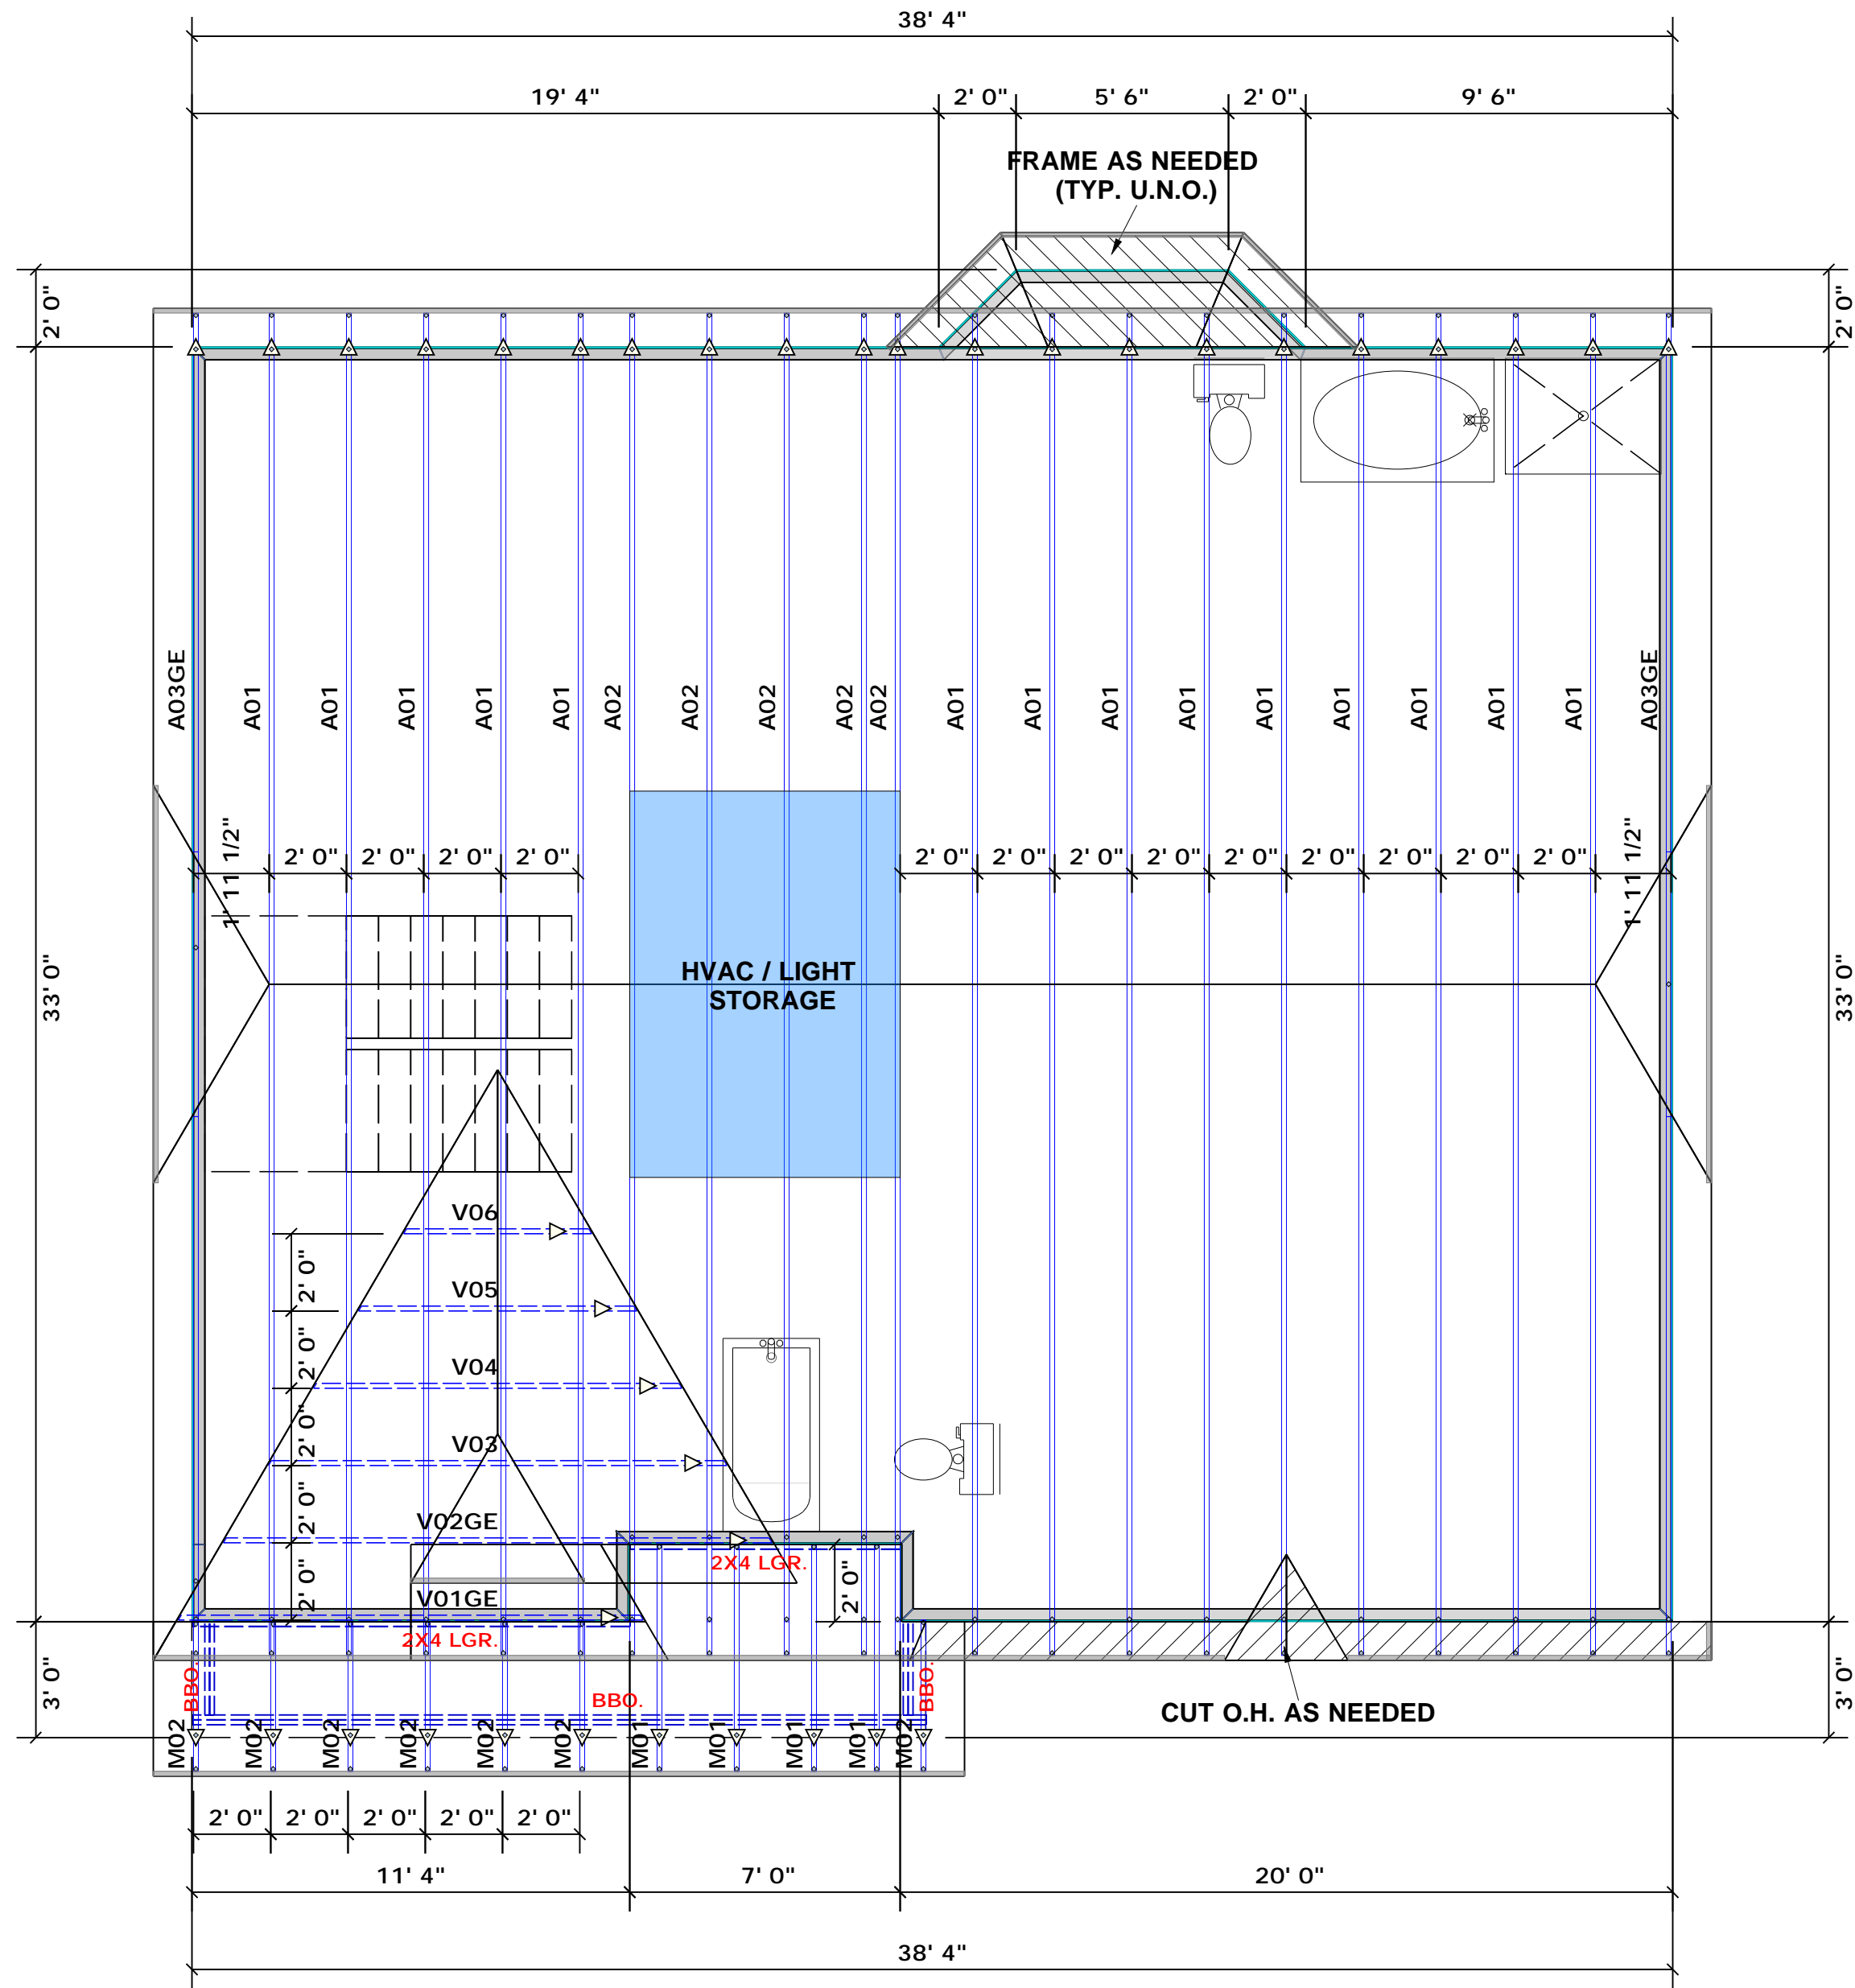 38' 4"
19' 4"
2' 0"
5' 6"
2' 0"
9' 6"
FRAME AS NEEDED
(TYP. U.N.O.)
2' 0"
2' 0"
A03GE
A01
A01
A01
A01
A01
A02
A02
A02
A02
A02
A01
A01
A01
A01
A01
A01
A01
A01
A01
A03GE
1' 11 1/2"
2' 0"
2' 0"
2' 0"
2' 0"
2' 0"
2' 0"
2' 0"
2' 0"
2' 0"
2' 0"
2' 0"
2' 0"
2' 0"
1' 11 1/2"
33' 0"
HVAC / LIGHT
STORAGE
33' 0"
V06
2' 0"
V05
2' 0"
V04
2' 0"
V03
2' 0"
V02GE
2X4 LGR.
2' 0"
V01GE
2' 0"
2X4 LGR.
3' 0"
BBO.
BBO.
BBO.
3' 0"
CUT O.H. AS NEEDED
M02
M02
M02
M02
M02
M02
M01
M01
M01
M01
M02
2' 0"
2' 0"
2' 0"
2' 0"
2' 0"
11' 4"
7' 0"
20' 0"
38' 4"